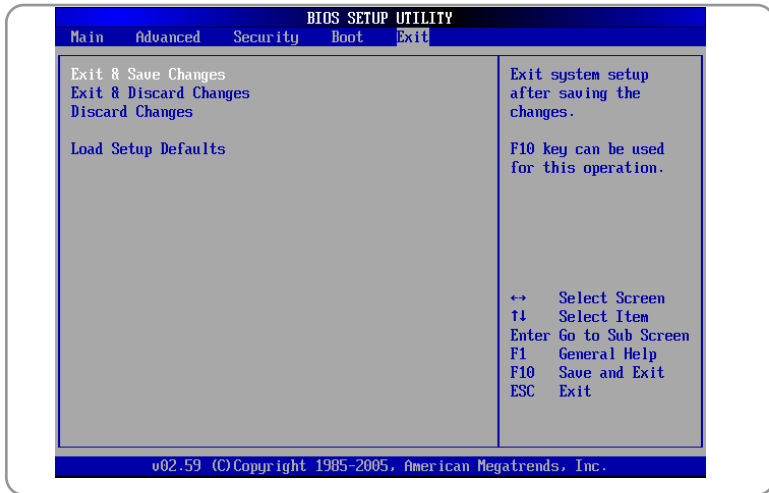 BIOS SETUP UTILITY
Main Advanced Security Boot Exit
Exit & Save Changes
Exit & Discard Changes
Discard Changes
Load Setup Defaults
Exit system setup
after saving the
changes.
F10 key can be used
for this operation.
↔ Select Screen
↑↓ Select Item
Enter Go to Sub Screen
F1 General Help
F10 Save and Exit
ESC Exit
v02.59 (C)Copyright 1985-2005, American Megatrends, Inc.